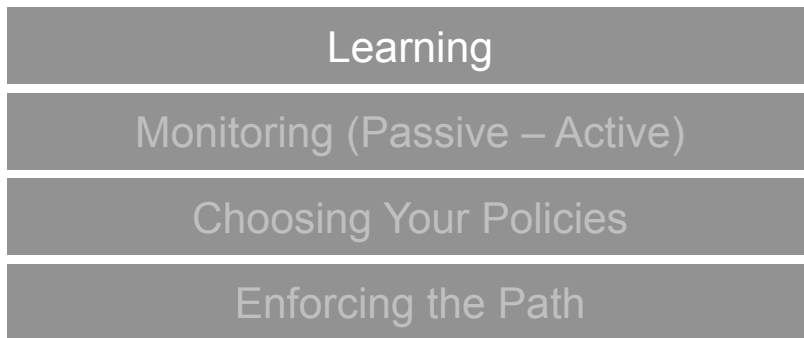 Learning
Monitoring (Passive – Active)
Choosing Your Policies
Enforcing the Path